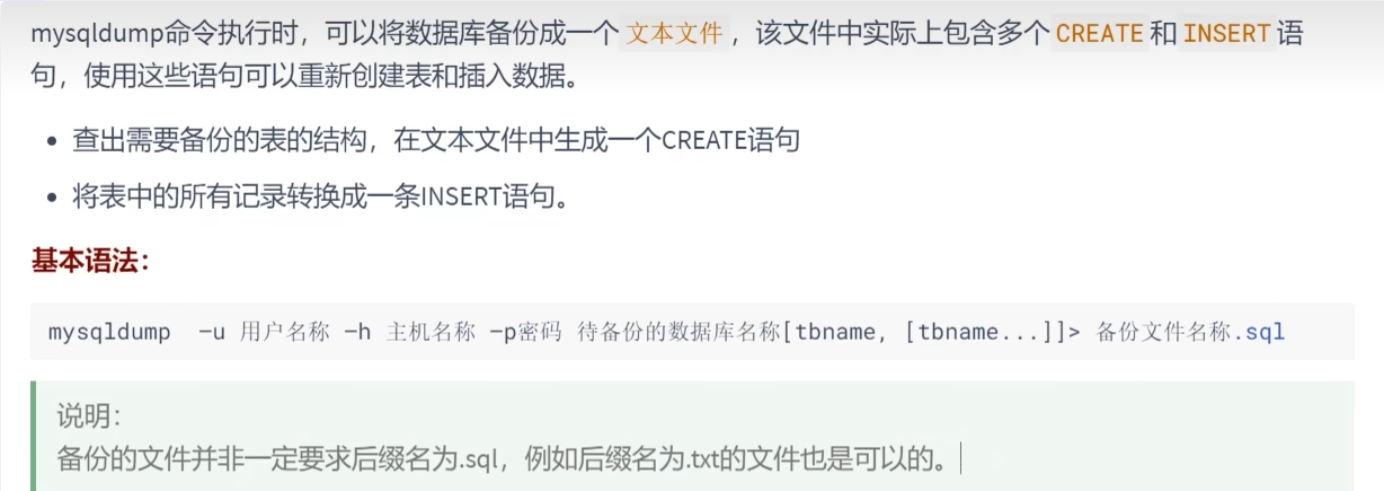 mysqldump命令执行时，可以将数据库备份成一个 文本文件 ，该文件中实际上包含多个 CREATE 和 INSERT 语
句，使用这些语句可以重新创建表和插入数据。
• 查出需要备份的表的结构，在文本文件中生成一个CREATE语句
• 将表中的所有记录转换成一条INSERT语句。
基本语法：
mysqldump  –u 用户名称 –h 主机名称 –p密码 待备份的数据库名称[tbname, [tbname...]]> 备份文件名称.sql
说明：
备份的文件并非一定要求后缀名为.sql，例如后缀名为.txt的文件也是可以的。